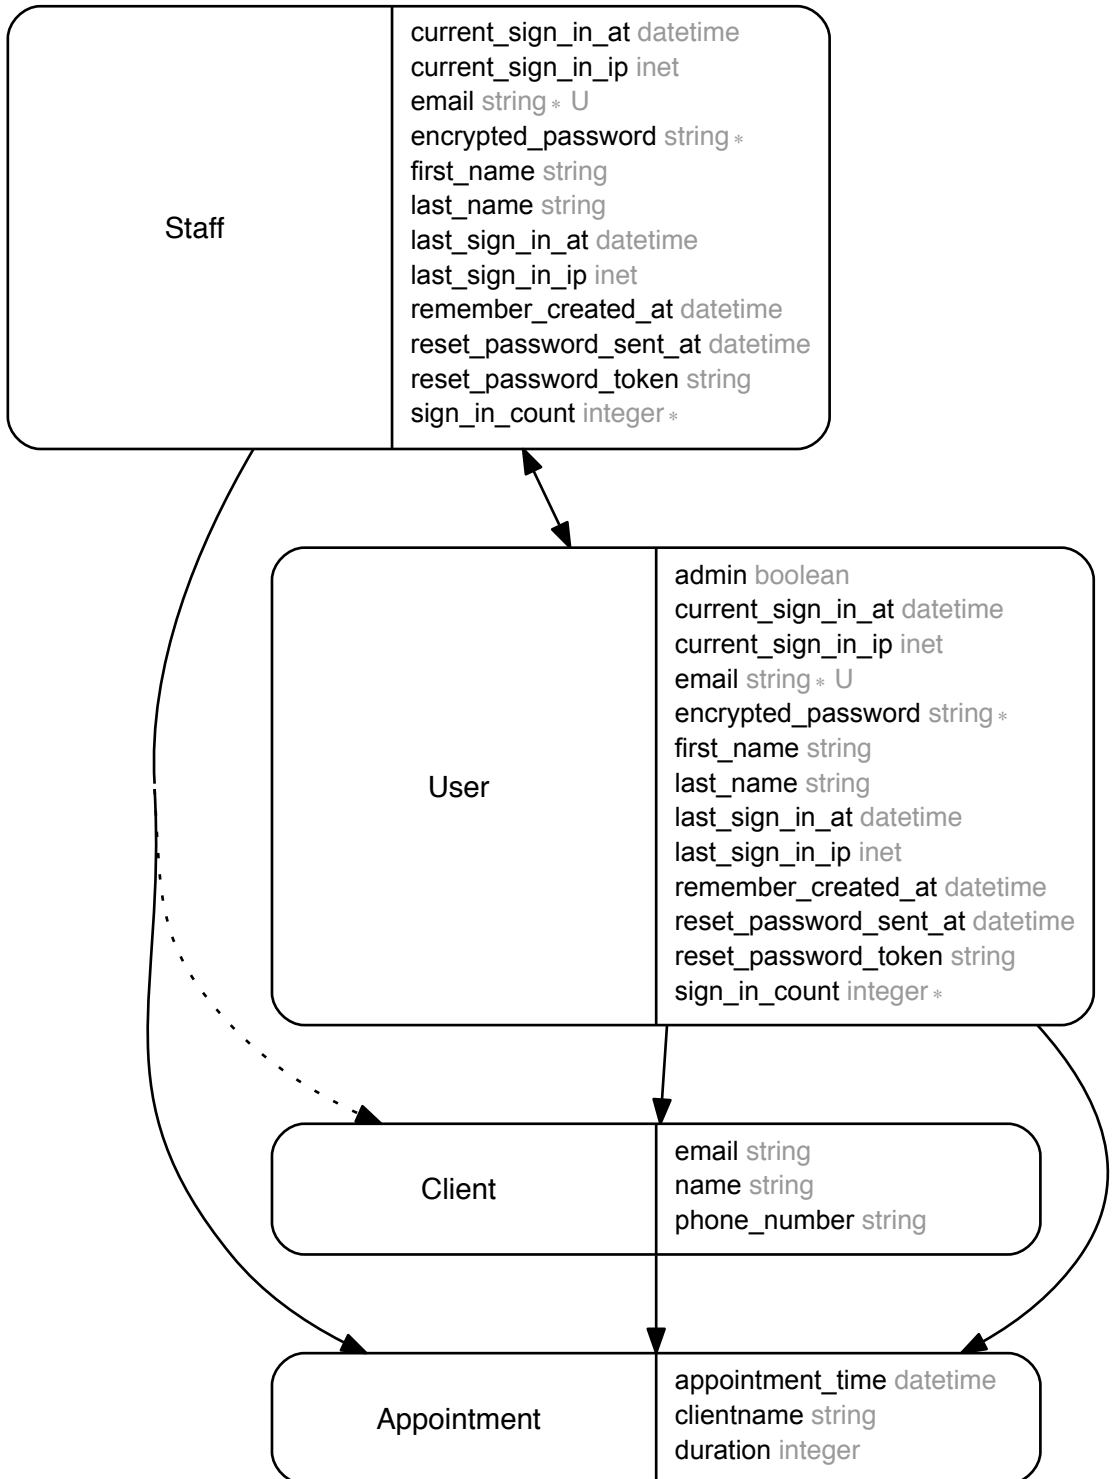 Staff
current_sign_in_at datetime
current_sign_in_ip inet
email string * U
encrypted_password string *
first_name string
last_name string
last_sign_in_at datetime
last_sign_in_ip inet
remember_created_at datetime
reset_password_sent_at datetime
reset_password_token string
sign_in_count integer *
User
admin boolean
current_sign_in_at datetime
current_sign_in_ip inet
email string * U
encrypted_password string *
first_name string
last_name string
last_sign_in_at datetime
last_sign_in_ip inet
remember_created_at datetime
reset_password_sent_at datetime
reset_password_token string
sign_in_count integer *
Client
email string
name string
phone_number string
Appointment
appointment_time datetime
clientname string
duration integer